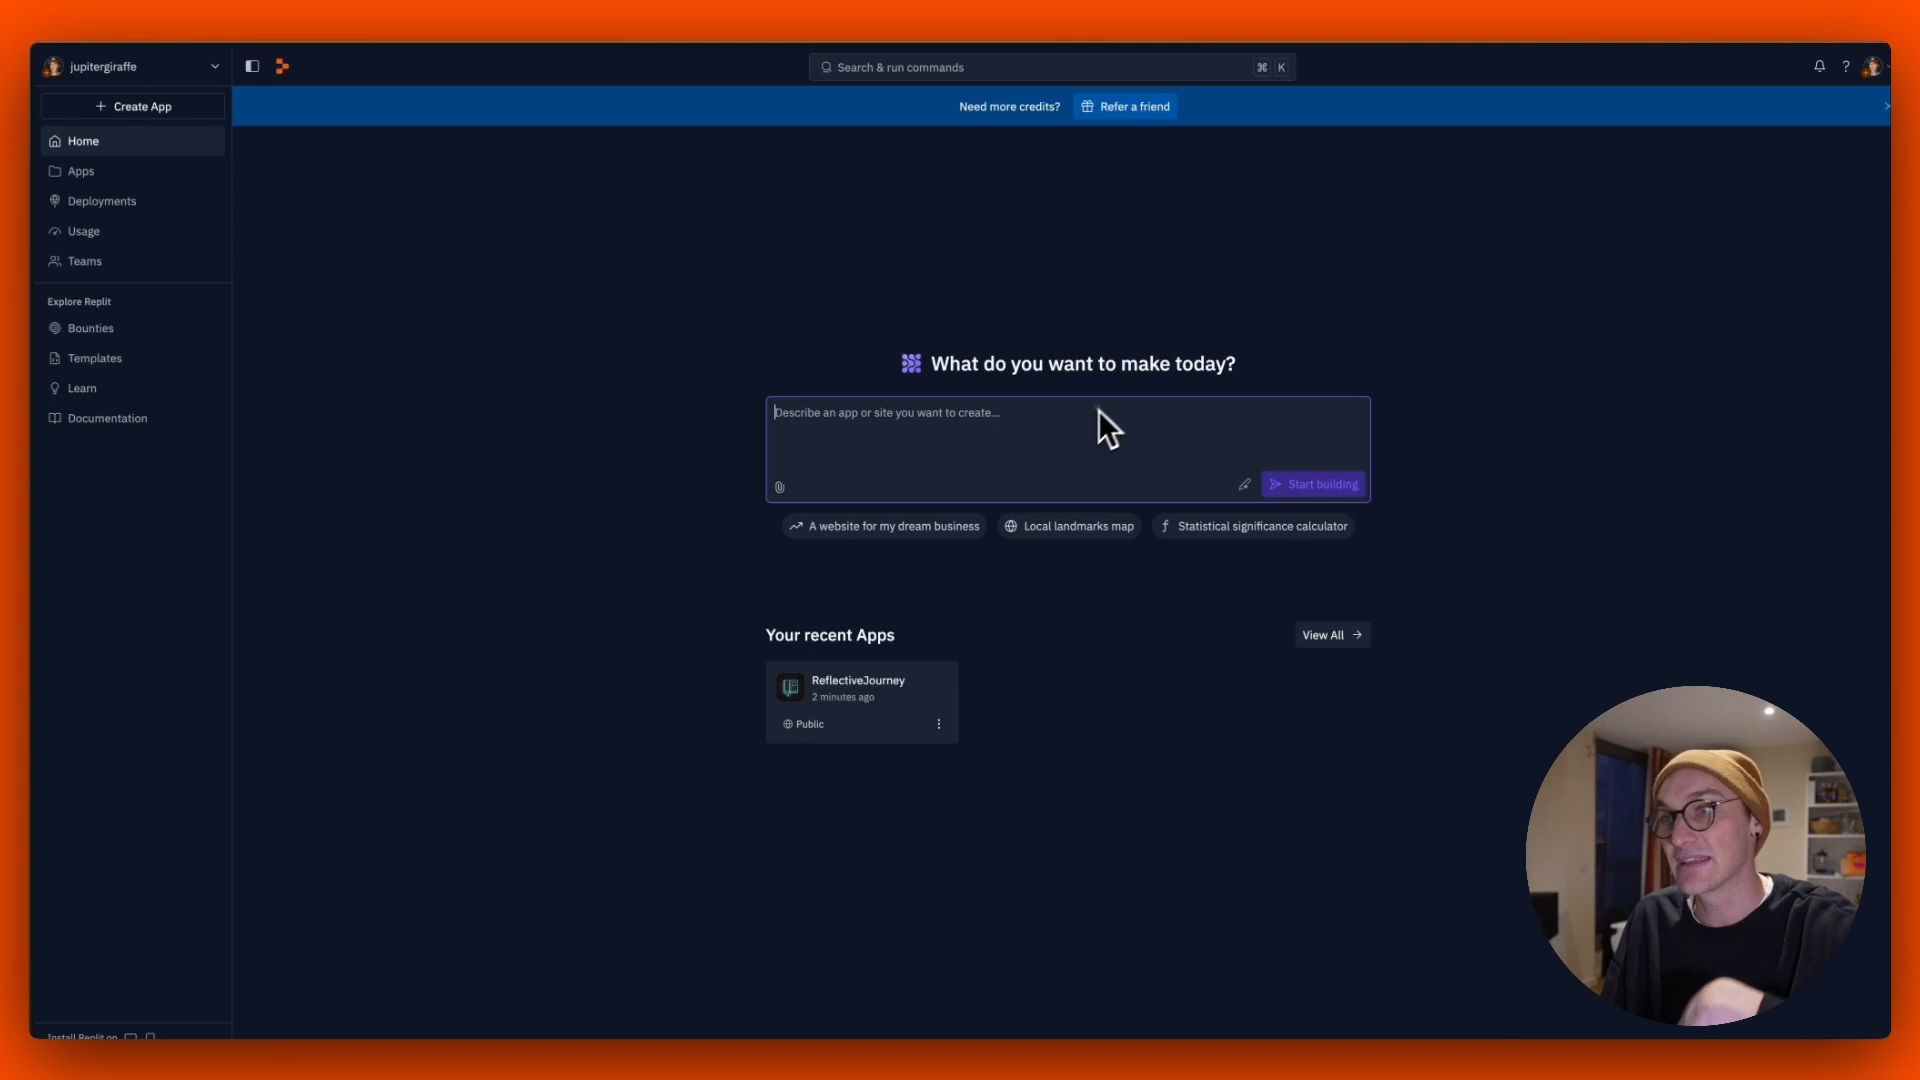 jupitergiraffe
Search & run commands
⌘ K
?
+ Create App
Need more credits?
Refer a friend
Home
Apps
Deployments
Usage
Teams
Explore Replit
Bounties
Templates
Learn
Documentation
What do you want to make today?
Describe an app or site you want to create...
Start building
A website for my dream business
Local landmarks map
Statistical significance calculator
Your recent Apps
View All →
ReflectiveJourney
2 minutes ago
Public
Install Replit on